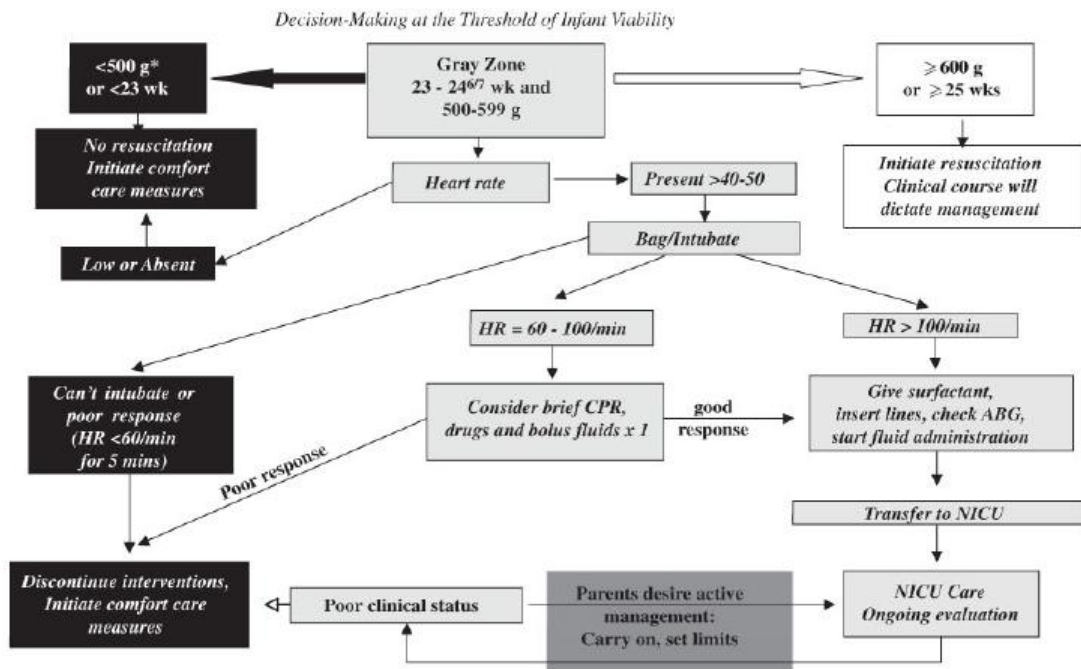 Decision-Making at the Threshold of Infant Viability
<500 g*
or <23 wk
Gray Zone
23 - 24⁶ᐟ⁷ wk and
500-599 g
⩾600 g
or ⩾25 wks
No resuscitation
Initiate comfort
care measures
Heart rate
Present >40-50
Initiate resuscitation
Clinical course will
dictate management
Low or Absent
Bag/Intubate
HR = 60 - 100/min
HR > 100/min
Can't intubate or
poor response
(HR <60/min
for 5 mins)
Consider brief CPR,
drugs and bolus fluids x 1
good
response
Give surfactant,
insert lines, check ABG,
start fluid administration
Poor response
Transfer to NICU
Discontinue interventions,
Initiate comfort care
measures
Poor clinical status
Parents desire active
management:
Carry on, set limits
NICU Care
Ongoing evaluation